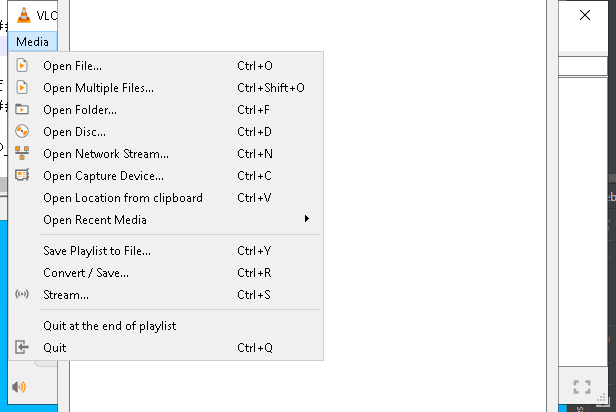 VLC
Media
Open File... Ctrl+O
Open Multiple Files... Ctrl+Shift+O
Open Folder... Ctrl+F
Open Disc... Ctrl+D
Open Network Stream... Ctrl+N
Open Capture Device... Ctrl+C
Open Location from clipboard Ctrl+V
Open Recent Media
Save Playlist to File... Ctrl+Y
Convert / Save... Ctrl+R
Stream... Ctrl+S
Quit at the end of playlist
Quit Ctrl+Q